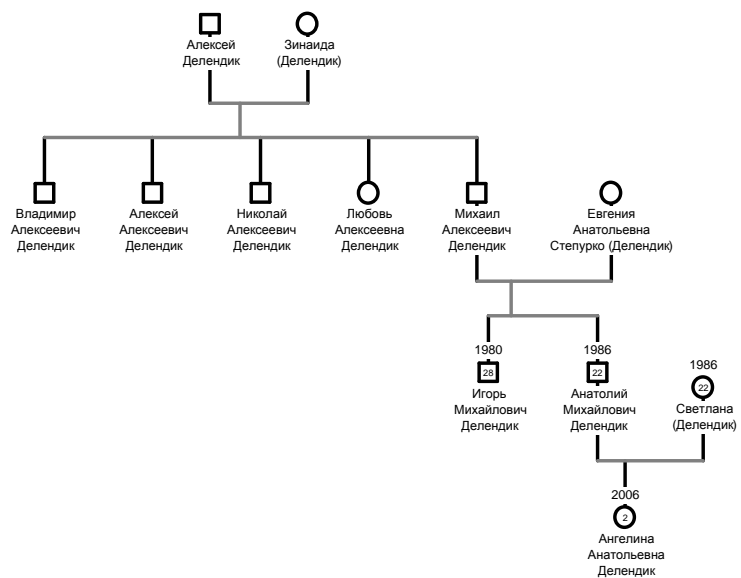 Алексей
Делендик
Зинаида
(Делендик)
Владимир
Алексеевич
Делендик
Алексей
Алексеевич
Делендик
Николай
Алексеевич
Делендик
Любовь
Алексеевна
Делендик
Михаил
Алексеевич
Делендик
Евгения
Анатольевна
Степурко (Делендик)
1980
28
Игорь
Михайлович
Делендик
1986
22
Анатолий
Михайлович
Делендик
1986
22
Светлана
(Делендик)
2006
2
Ангелина
Анатольевна
Делендик